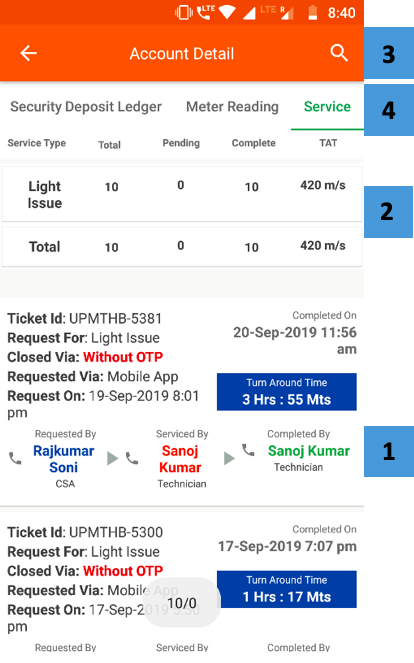 LTE LTE R 8:40
Account Detail
3
Security Deposit Ledger Meter Reading Service
4
Service Type Total Pending Complete TAT
Light Issue 10 0 10 420 m/s
2
Total 10 0 10 420 m/s
Ticket Id: UPMTHB-5381
Request For: Light Issue
Closed Via: Without OTP
Requested Via: Mobile App
Request On: 19-Sep-2019 8:01
pm
Completed On
20-Sep-2019 11:56
am
Turn Around Time
3 Hrs : 55 Mts
Requested By Serviced By Completed By
Rajkumar Soni Sanoj Kumar Sanoj Kumar
CSA Technician Technician
1
Ticket Id: UPMTHB-5300
Request For: Light Issue
Closed Via: Without OTP
Requested Via: Mobile App
Request On: 17-Sep-2019
pm
Completed On
17-Sep-2019 7:07 pm
Turn Around Time
1 Hrs : 17 Mts
10/0
Requested By Serviced By Completed By